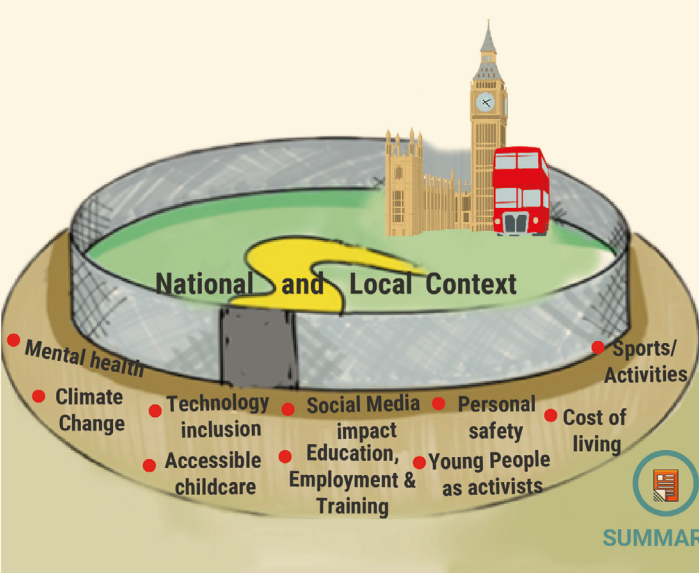 National and Local Context
Mental health
Sports/
Activities
Climate
Change
Technology
inclusion
Social Media
impact
Personal
safety
Cost of
living
Accessible
childcare
Education,
Employment &
Training
Young People
as activists
SUMMAR